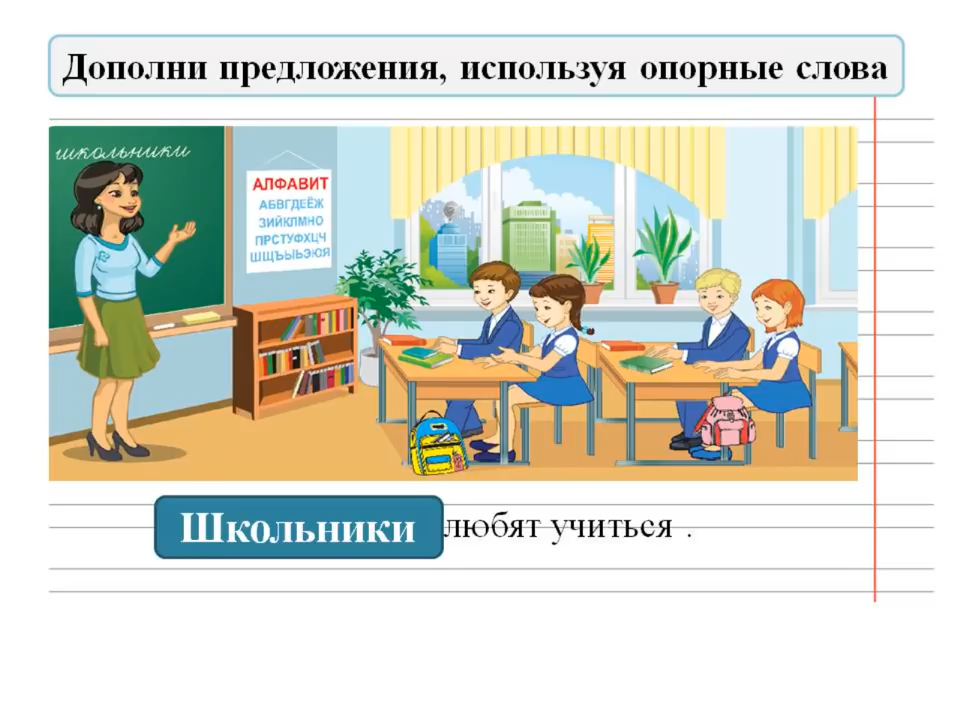 Дополни предложения, используя опорные слова
школьники
АЛФАВИТ
АБВГДЕЁЖ
ЗИЙКЛМНО
ПРСТУФХЦЧ
ШЩЪЫЬЭЮЯ
Школьники любят учиться .